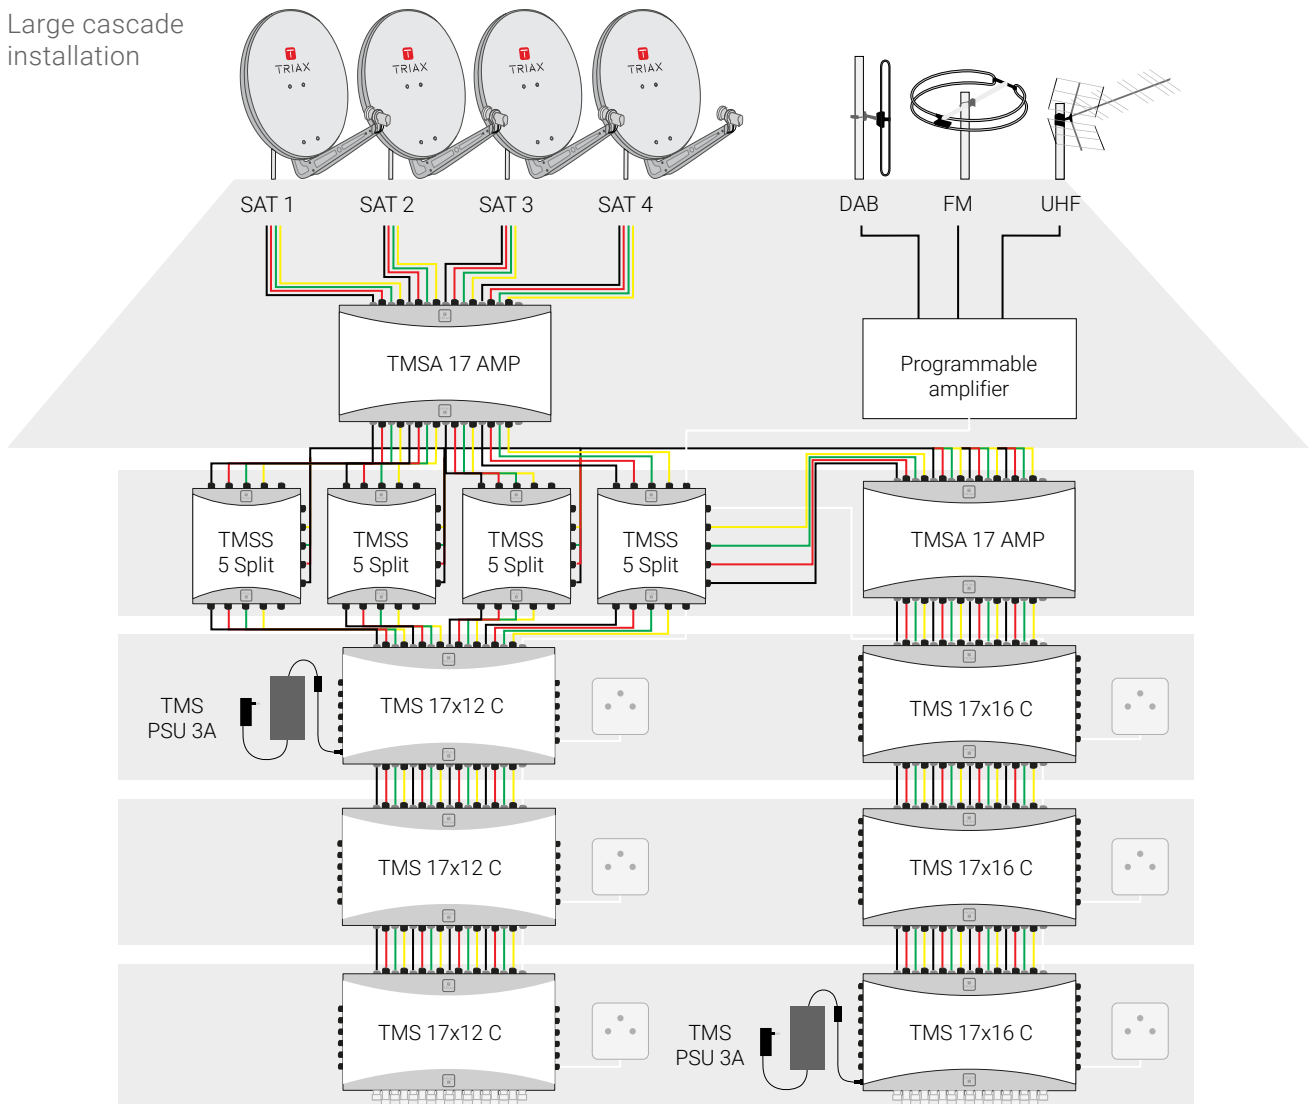 Large cascade
installation
TRIAX
TRIAX
TRIAX
TRIAX
SAT 1
SAT 2
SAT 3
SAT 4
DAB
FM
UHF
TMSA 17 AMP
Programmable
amplifier
TMSS
5 Split
TMSS
5 Split
TMSS
5 Split
TMSS
5 Split
TMSA 17 AMP
TMS
PSU 3A
TMS 17x12 C
TMS 17x16 C
TMS 17x12 C
TMS 17x16 C
TMS 17x12 C
TMS
PSU 3A
TMS 17x16 C